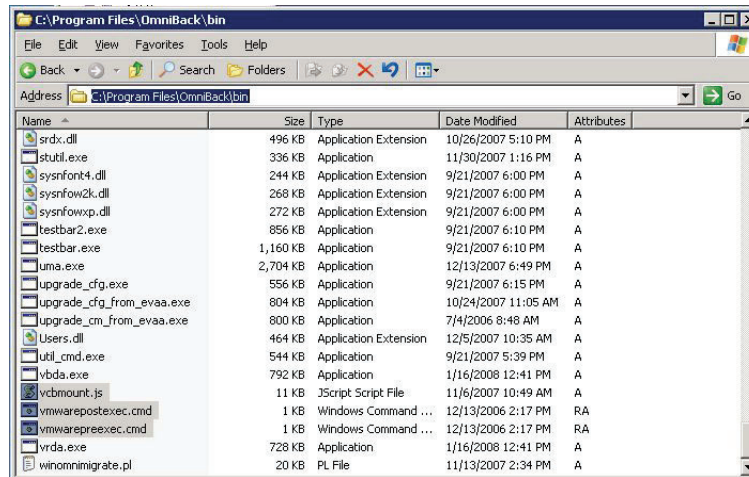 C:\Program Files\OmniBack\bin
File Edit View Favorites Tools Help
Back Search Folders
Address C:\Program Files\OmniBack\bin Go
Name Size Type Date Modified Attributes
srdx.dll 496 KB Application Extension 10/26/2007 5:10 PM A
stutil.exe 336 KB Application 11/30/2007 1:16 PM A
sysnfont4.dll 244 KB Application Extension 9/21/2007 6:00 PM A
sysnfow2k.dll 268 KB Application Extension 9/21/2007 6:00 PM A
sysnfowxp.dll 272 KB Application Extension 9/21/2007 6:00 PM A
testbar2.exe 856 KB Application 9/21/2007 6:10 PM A
testbar.exe 1,160 KB Application 9/21/2007 6:10 PM A
uma.exe 2,704 KB Application 12/13/2007 6:49 PM A
upgrade_cfg.exe 556 KB Application 9/21/2007 6:15 PM A
upgrade_cfg_from_evaa.exe 804 KB Application 10/24/2007 11:05 AM A
upgrade_cm_from_evaa.exe 800 KB Application 7/4/2006 8:48 AM A
Users.dll 464 KB Application Extension 12/5/2007 10:35 AM A
util_cmd.exe 544 KB Application 9/21/2007 5:39 PM A
vbda.exe 792 KB Application 1/16/2008 12:41 PM A
vcbmount.js 11 KB JScript Script File 11/6/2007 10:49 AM A
vmwarepostexec.cmd 1 KB Windows Command ... 12/13/2006 2:17 PM RA
vmwarepreexec.cmd 1 KB Windows Command ... 12/13/2006 2:17 PM RA
vrda.exe 728 KB Application 1/16/2008 12:41 PM A
winomnimigrate.pl 20 KB PL File 11/13/2007 2:34 PM A